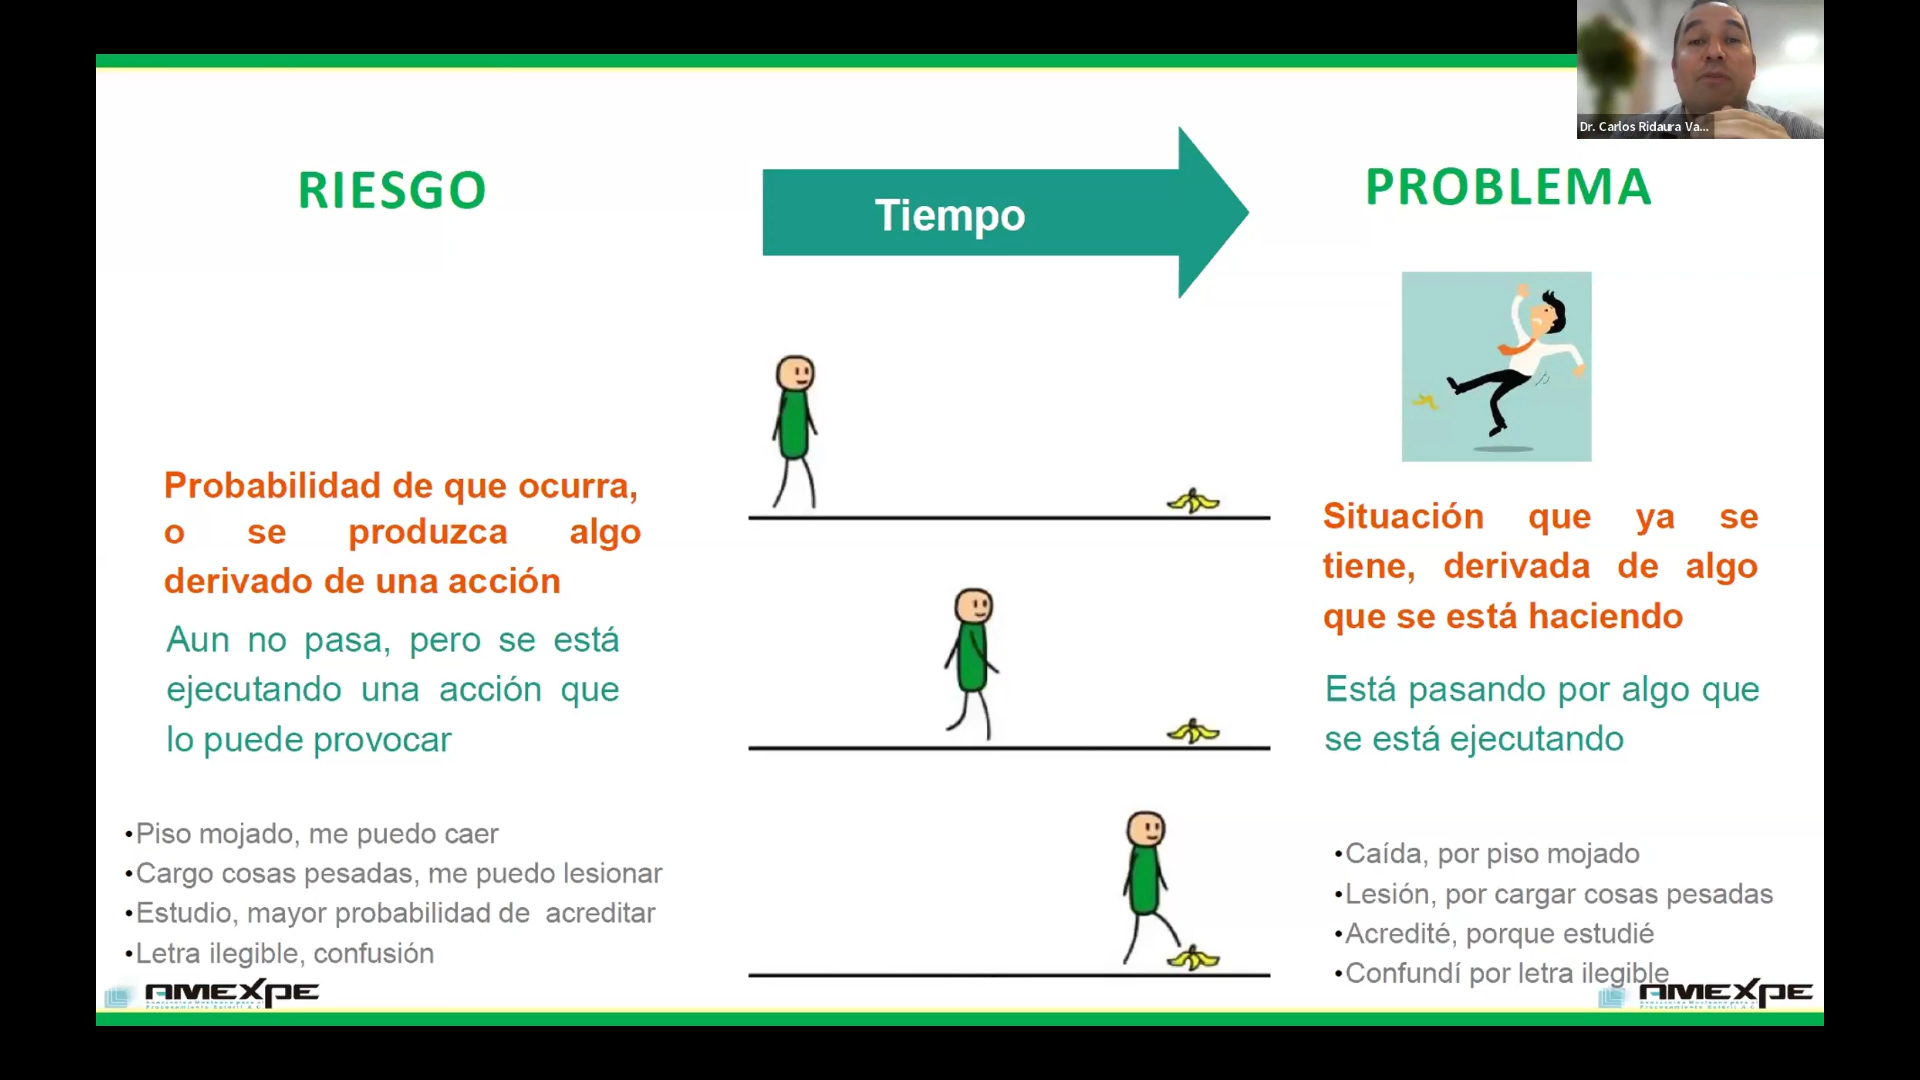 Dr. Carlos Ridaura Va...
RIESGO
Tiempo
PROBLEMA
Probabilidad de que ocurra,
o se produzca algo
derivado de una acción
Aun no pasa, pero se está
ejecutando una acción que
lo puede provocar
•Piso mojado, me puedo caer
•Cargo cosas pesadas, me puedo lesionar
•Estudio, mayor probabilidad de acreditar
•Letra ilegible, confusión
Situación que ya se
tiene, derivada de algo
que se está haciendo
Está pasando por algo que
se está ejecutando
•Caída, por piso mojado
•Lesión, por cargar cosas pesadas
•Acredité, porque estudié
•Confundí por letra ilegible
AMEXPE
AMEXPE